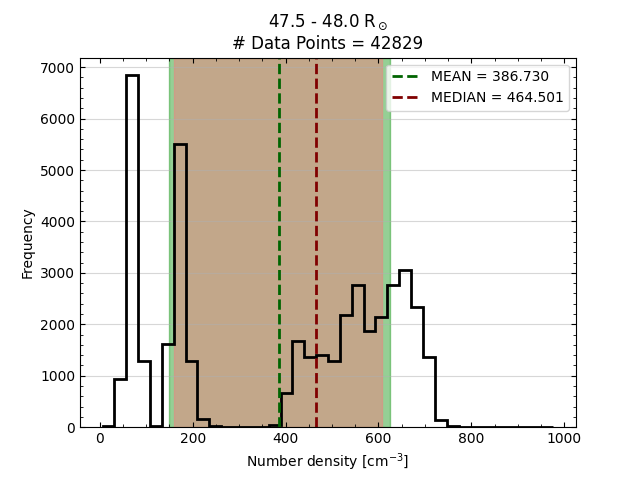 47.5 - 48.0 R⊙
# Data Points = 42829
7000
6000
5000
4000
3000
2000
1000
0
Frequency
MEAN = 386.730
MEDIAN = 464.501
0 200 400 600 800 1000
Number density [cm⁻³]